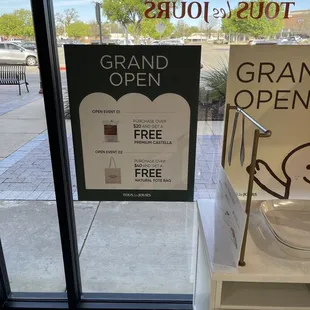 TOUS les JOURS
GRAND
OPEN
OPEN EVENT 01
PURCHASE OVER
$20 AND GET A
FREE
PREMIUM CASTELLA
OPEN EVENT 02
PURCHASE OVER
AND GET A
FREE
NATURAL TOTE BAG
TOUS les JOURS
GRAN
OPEN